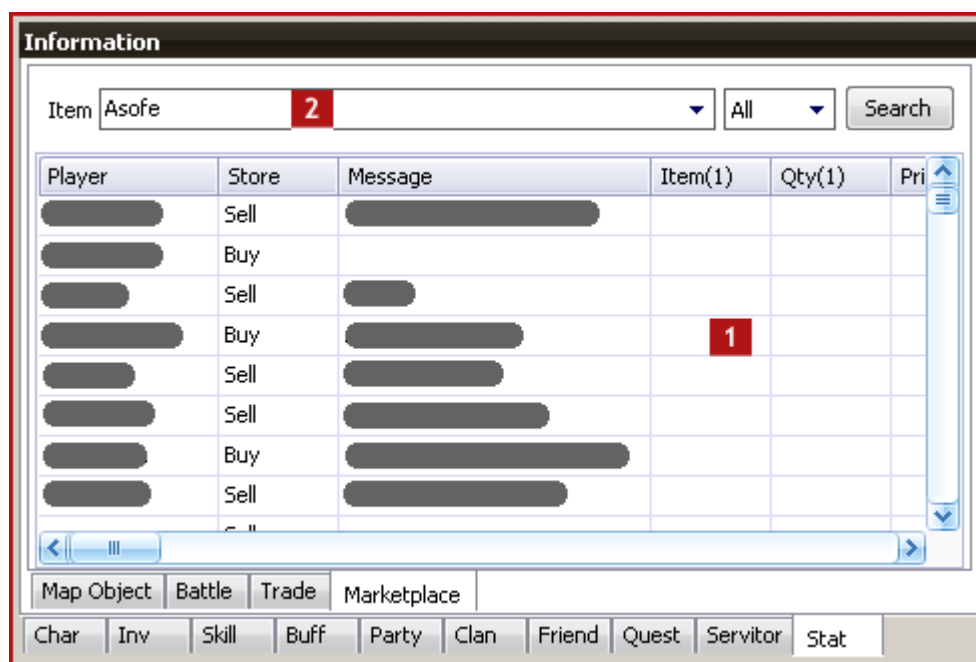 Information
Item Asofe 2 All Search
Player Store Message Item(1) Qty(1) Pri
Sell
Buy
Sell
Buy 1
Sell
Sell
Buy
Sell
Map Object Battle Trade Marketplace
Char Inv Skill Buff Party Clan Friend Quest Servitor Stat